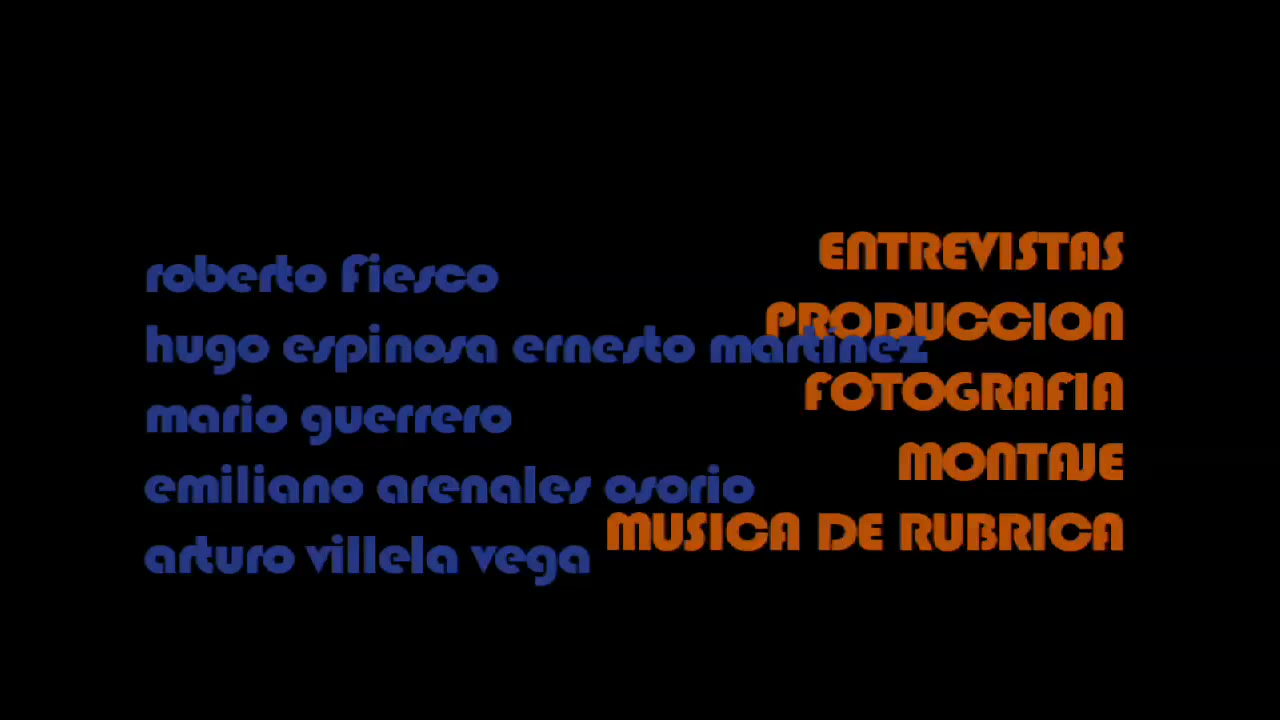 ENTREVISTAS
roberto fiesco
PRODUCCION
hugo espinosa ernesto martinez
FOTOGRAFIA
mario guerrero
MONTAJE
emiliano arenales osorio
MUSICA DE RUBRICA
arturo villela vega